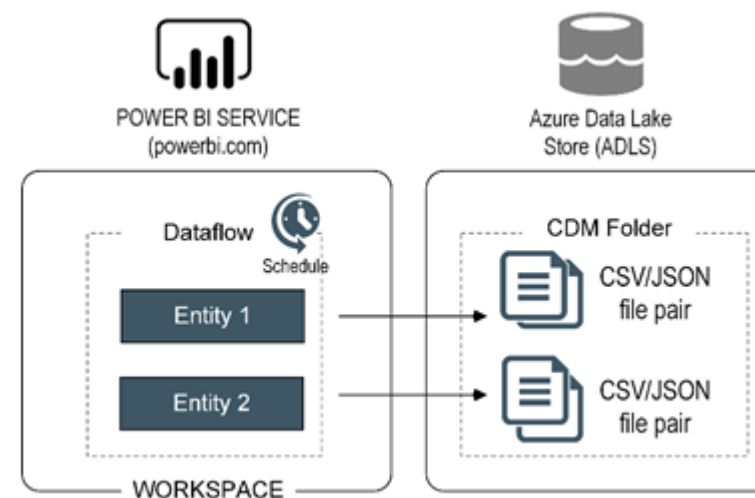 POWER BI SERVICE
(powerbi.com)
Azure Data Lake
Store (ADLS)
Dataflow
Schedule
Entity 1
Entity 2
WORKSPACE
CDM Folder
CSV/JSON
file pair
CSV/JSON
file pair